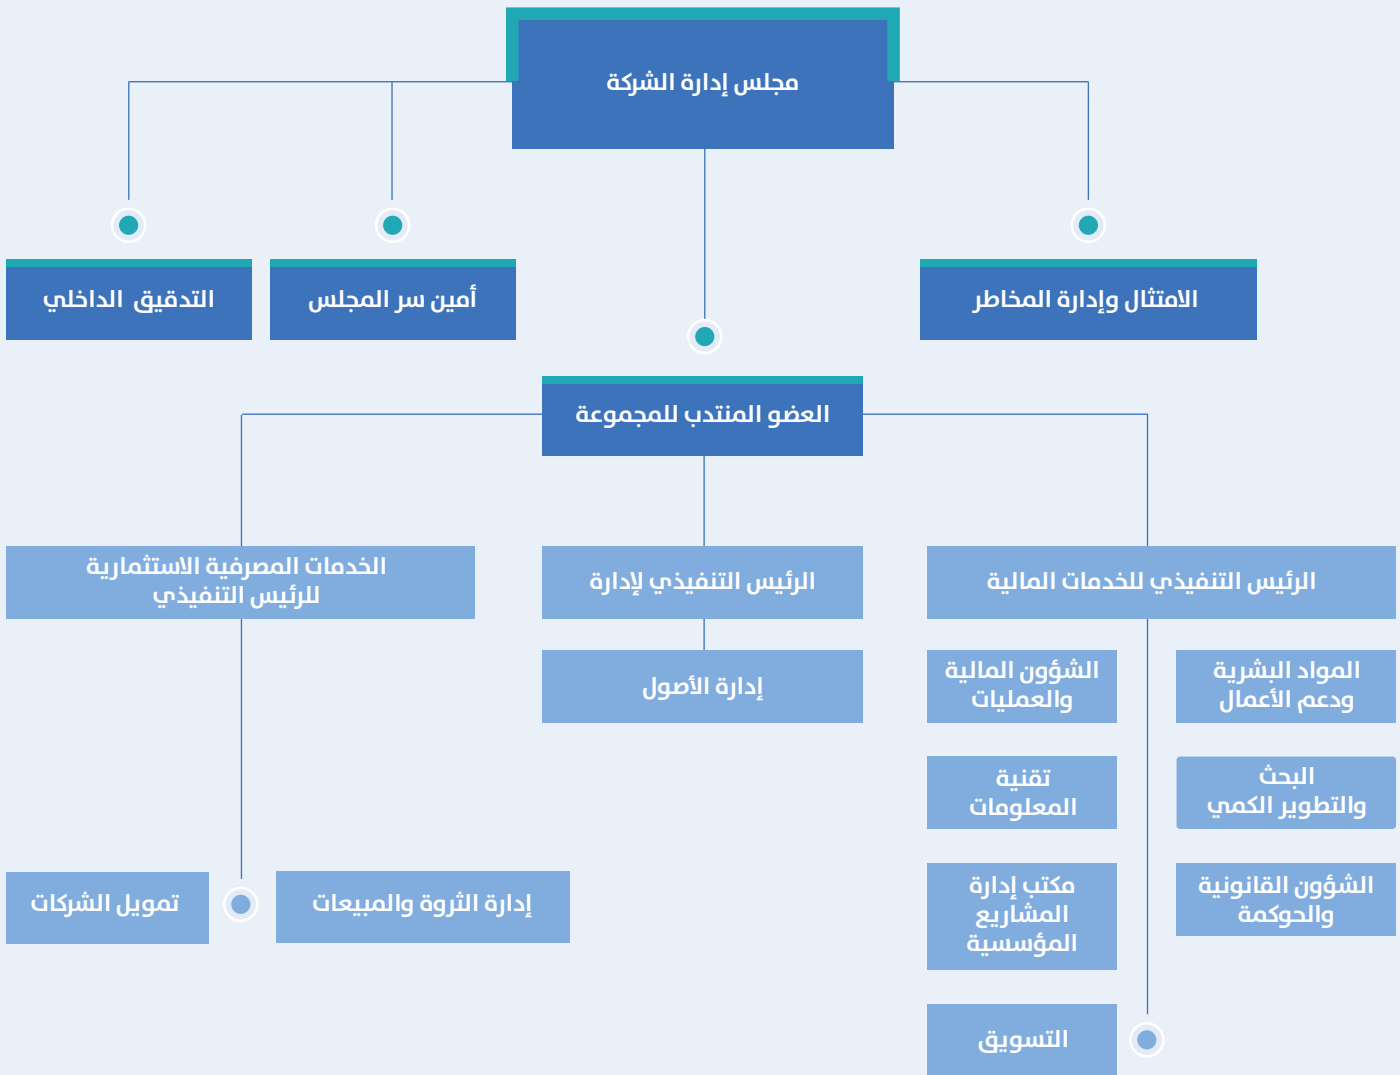 مجلس إدارة الشركة
الامتثال وإدارة المخاطر
أمين سر المجلس
التدقيق الداخلي
العضو المنتدب للمجموعة
الرئيس التنفيذي للخدمات المالية
الرئيس التنفيذي لإدارة
الخدمات المصرفية الاستثمارية
للرئيس التنفيذي
المواد البشرية
ودعم الأعمال
الشؤون المالية
والعمليات
إدارة الأصول
البحث
والتطوير الكمي
تقنية
المعلومات
الشؤون القانونية
والحوكمة
مكتب إدارة
المشاريع
المؤسسية
إدارة الثروة والمبيعات
تمويل الشركات
التسويق